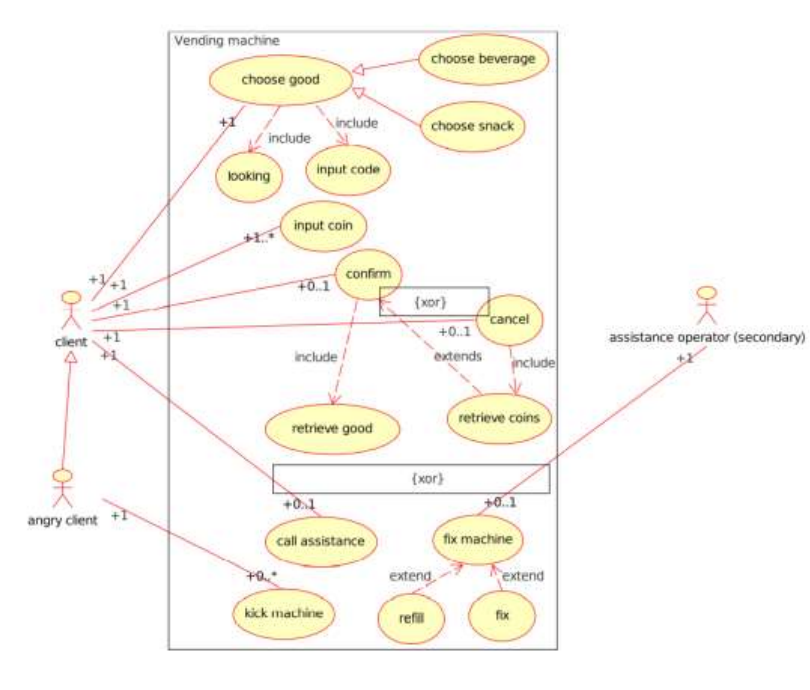 Vending machine
choose beverage
choose good
choose snack
+1
include
include
looking
input code
input coin
+1..*
confirm
+1
+1
+0..1
+1
{xor}
cancel
client
+1
+0..1
assistance operator (secondary)
+1
include
extends
include
+1
retrieve good
retrieve coins
{xor}
+0..1
+0..1
angry client
+1
call assistance
fix machine
+0..*
extend
extend
kick machine
refill
fix